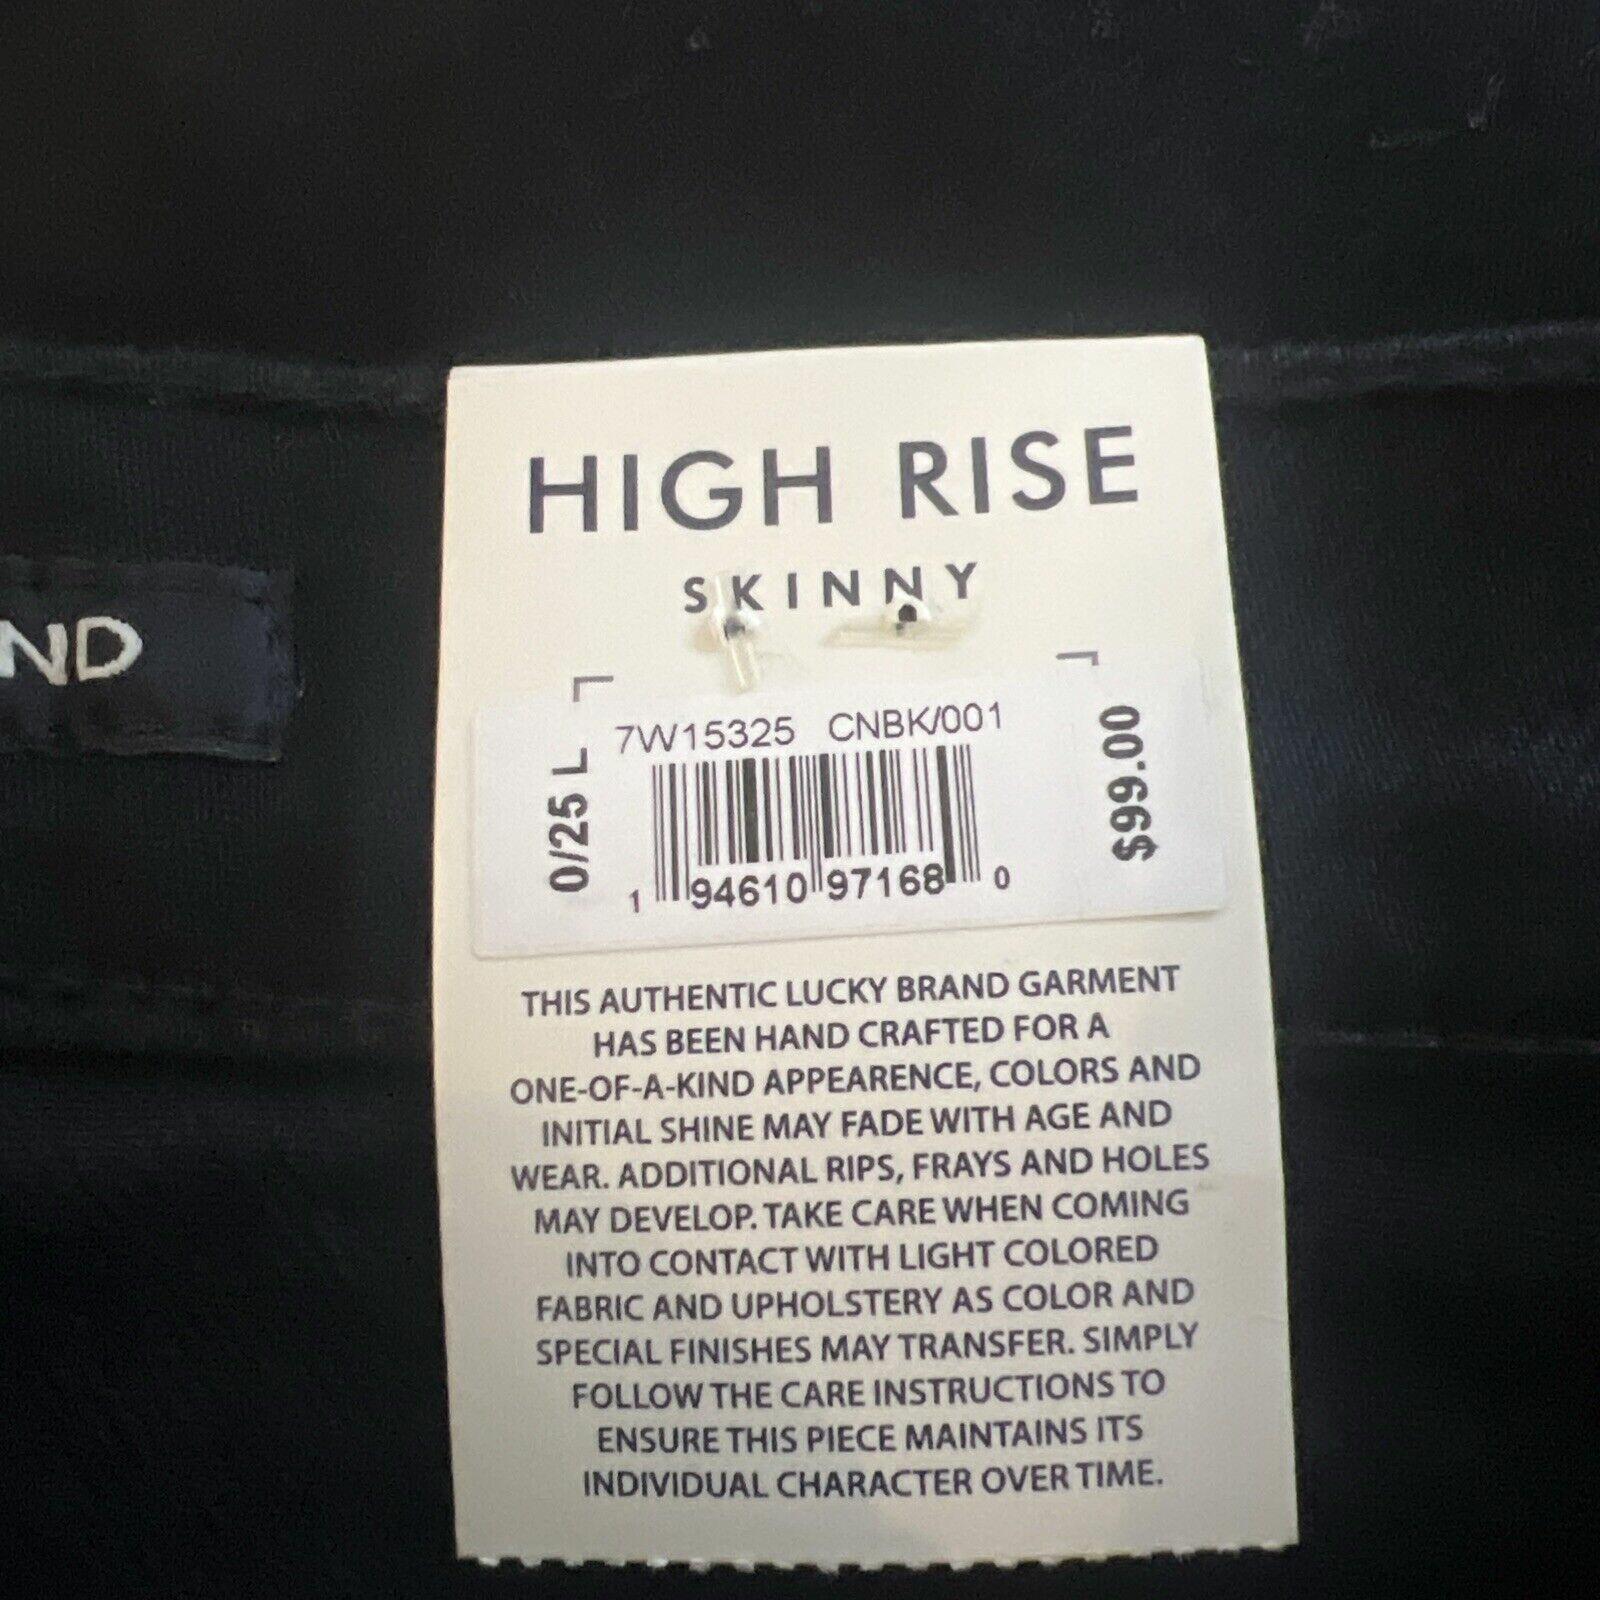 HIGH RISE
SKINNY
7W15325 CNBK/001
0/25 L
$99.00
1 94610 97168 0
THIS AUTHENTIC LUCKY BRAND GARMENT
HAS BEEN HAND CRAFTED FOR A
ONE-OF-A-KIND APPEARENCE, COLORS AND
INITIAL SHINE MAY FADE WITH AGE AND
WEAR. ADDITIONAL RIPS, FRAYS AND HOLES
MAY DEVELOP. TAKE CARE WHEN COMING
INTO CONTACT WITH LIGHT COLORED
FABRIC AND UPHOLSTERY AS COLOR AND
SPECIAL FINISHES MAY TRANSFER. SIMPLY
FOLLOW THE CARE INSTRUCTIONS TO
ENSURE THIS PIECE MAINTAINS ITS
INDIVIDUAL CHARACTER OVER TIME.
ND